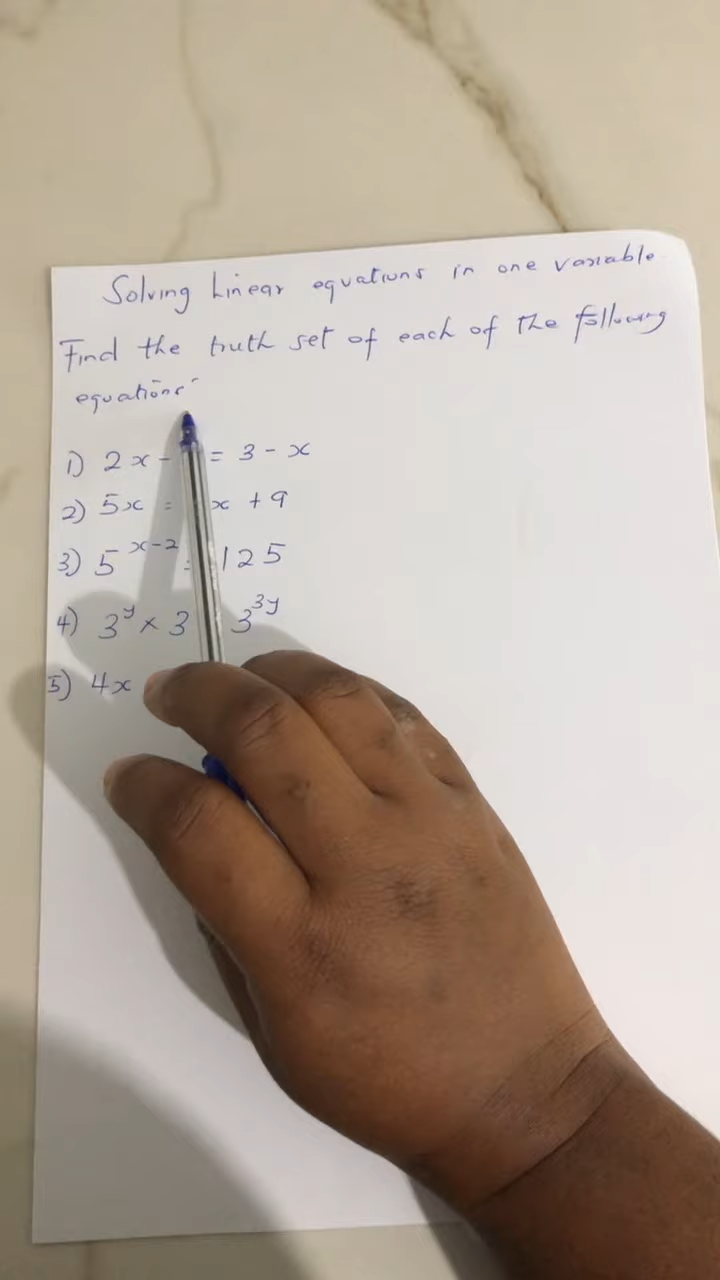 Solving Linear equations in one variable
Find the truth set of each of the following
equations
1) 2x - = 3 - x
2) 5x = x + 9
3) 5^{x-2} = 125
4) 3^y × 3 3^{3y}
5) 4x